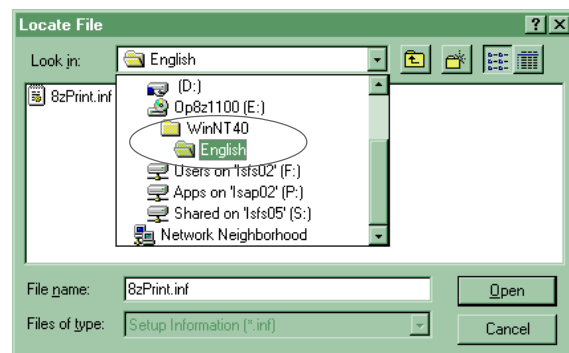 Locate File
Look in: English
8zPrint.inf
(D:)
Op8z1100 (E:)
WinNT40
English
Users on 'lsfs02' (F:)
Apps on 'lsap02' (P:)
Shared on 'lsfs05' (S:)
Network Neighborhood
File name: 8zPrint.inf Open
Files of type: Setup Information (*.inf) Cancel